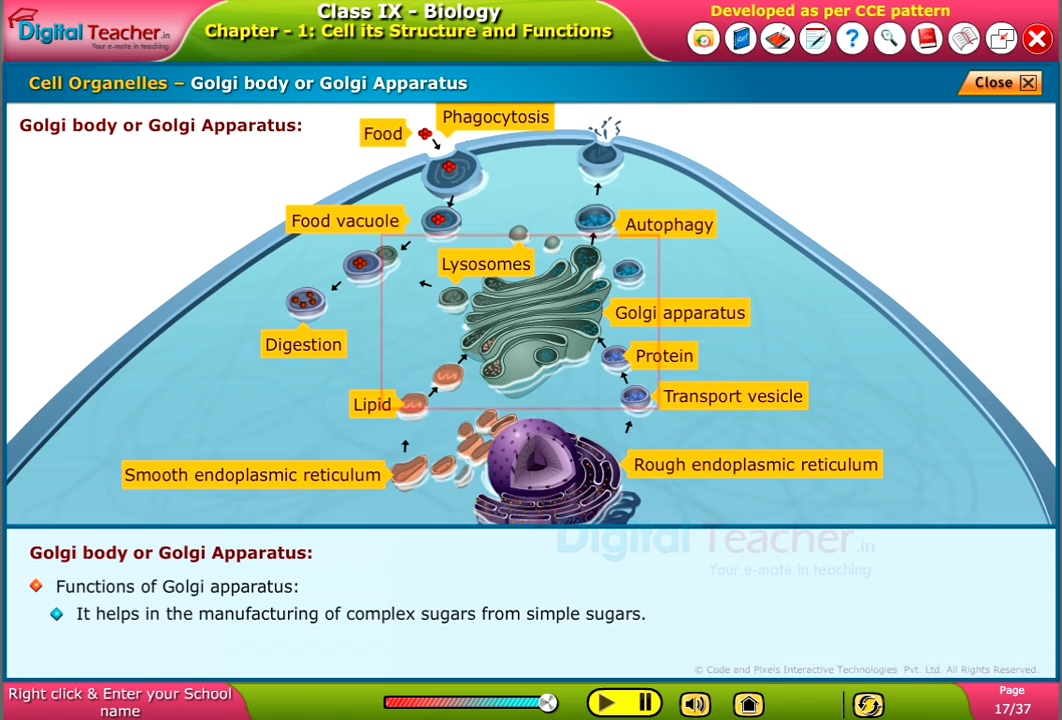 Digital Teacher.in
Your e-mate in teaching
Class IX - Biology
Chapter - 1: Cell its Structure and Functions
Developed as per CCE pattern
Ref
?
Cell Organelles – Golgi body or Golgi Apparatus
Close
Golgi body or Golgi Apparatus:
Phagocytosis
Food
Food vacuole
Autophagy
Lysosomes
Golgi apparatus
Digestion
Protein
Transport vesicle
Lipid
Smooth endoplasmic reticulum
Rough endoplasmic reticulum
Digital Teacher.in
Your e-mate in teaching
Golgi body or Golgi Apparatus:
Functions of Golgi apparatus:
It helps in the manufacturing of complex sugars from simple sugars.
© Code and Pixels Interactive Technologies Pvt. Ltd. All Rights Reserved.
Right click & Enter your School
name
Page
17/37